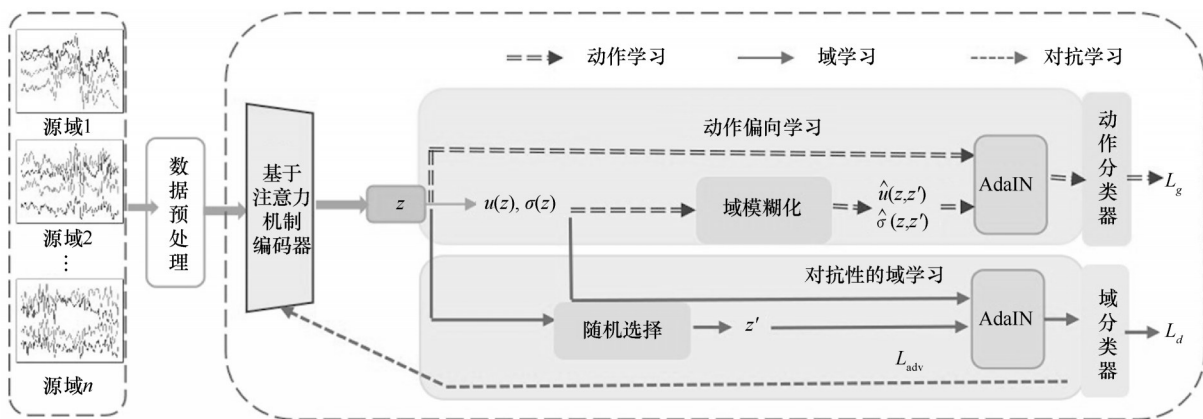 源域1
源域2
⋮
源域n
数据预处理
基于
注意力
机制
编码器
动作学习
域学习
对抗学习
z
u(z), σ(z)
动作偏向学习
域模糊化
û(z,z′)
σ̂(z,z′)
AdaIN
动作分类器
L_g
对抗性的域学习
随机选择
z′
AdaIN
L_adv
域分类器
L_d